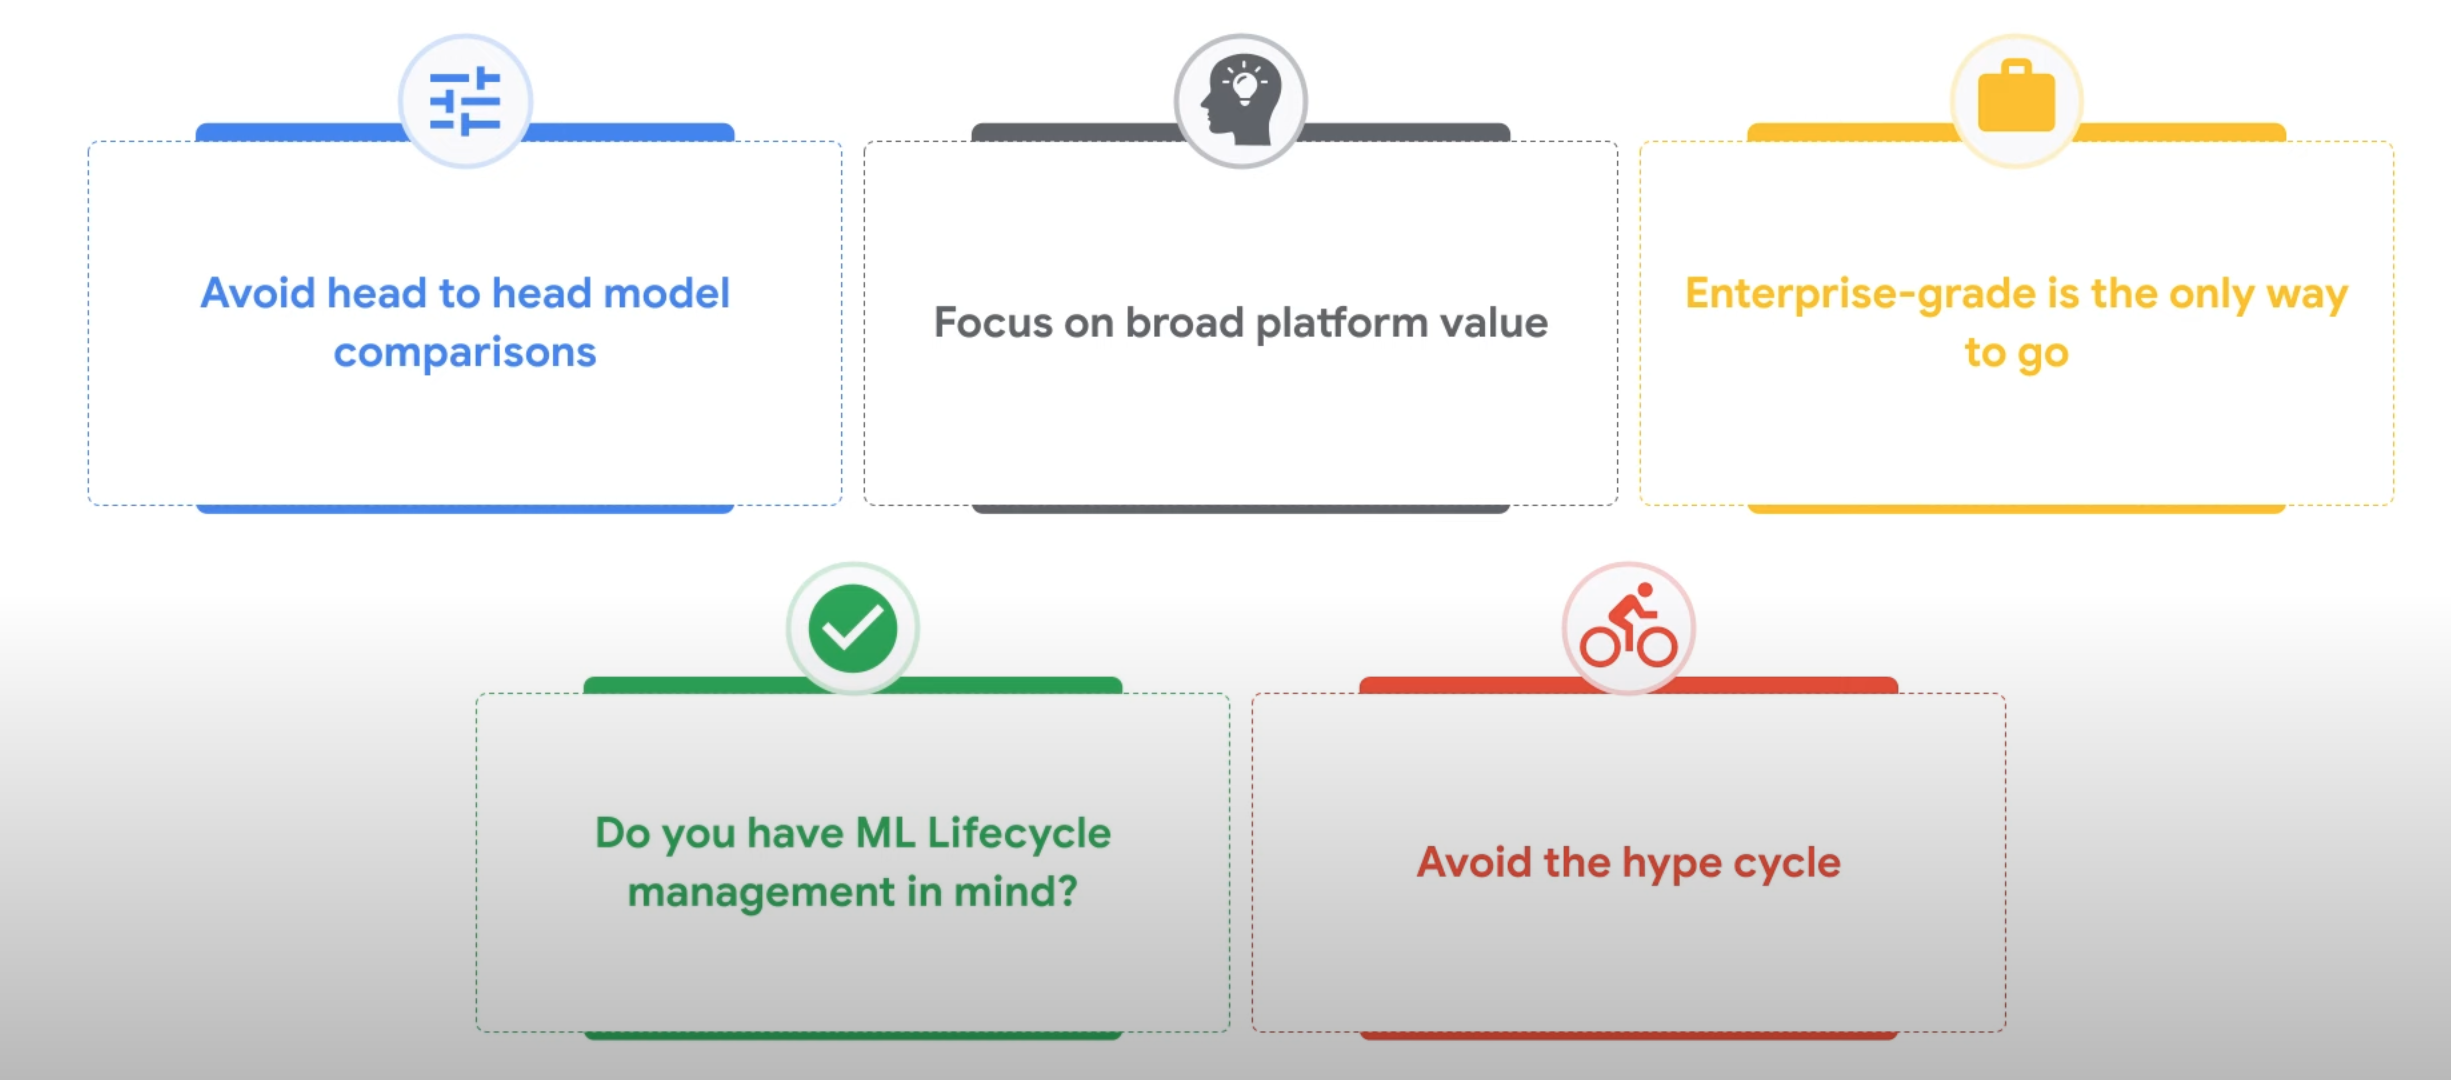 Avoid head to head model
comparisons
Focus on broad platform value
Enterprise-grade is the only way
to go
Do you have ML Lifecycle
management in mind?
Avoid the hype cycle